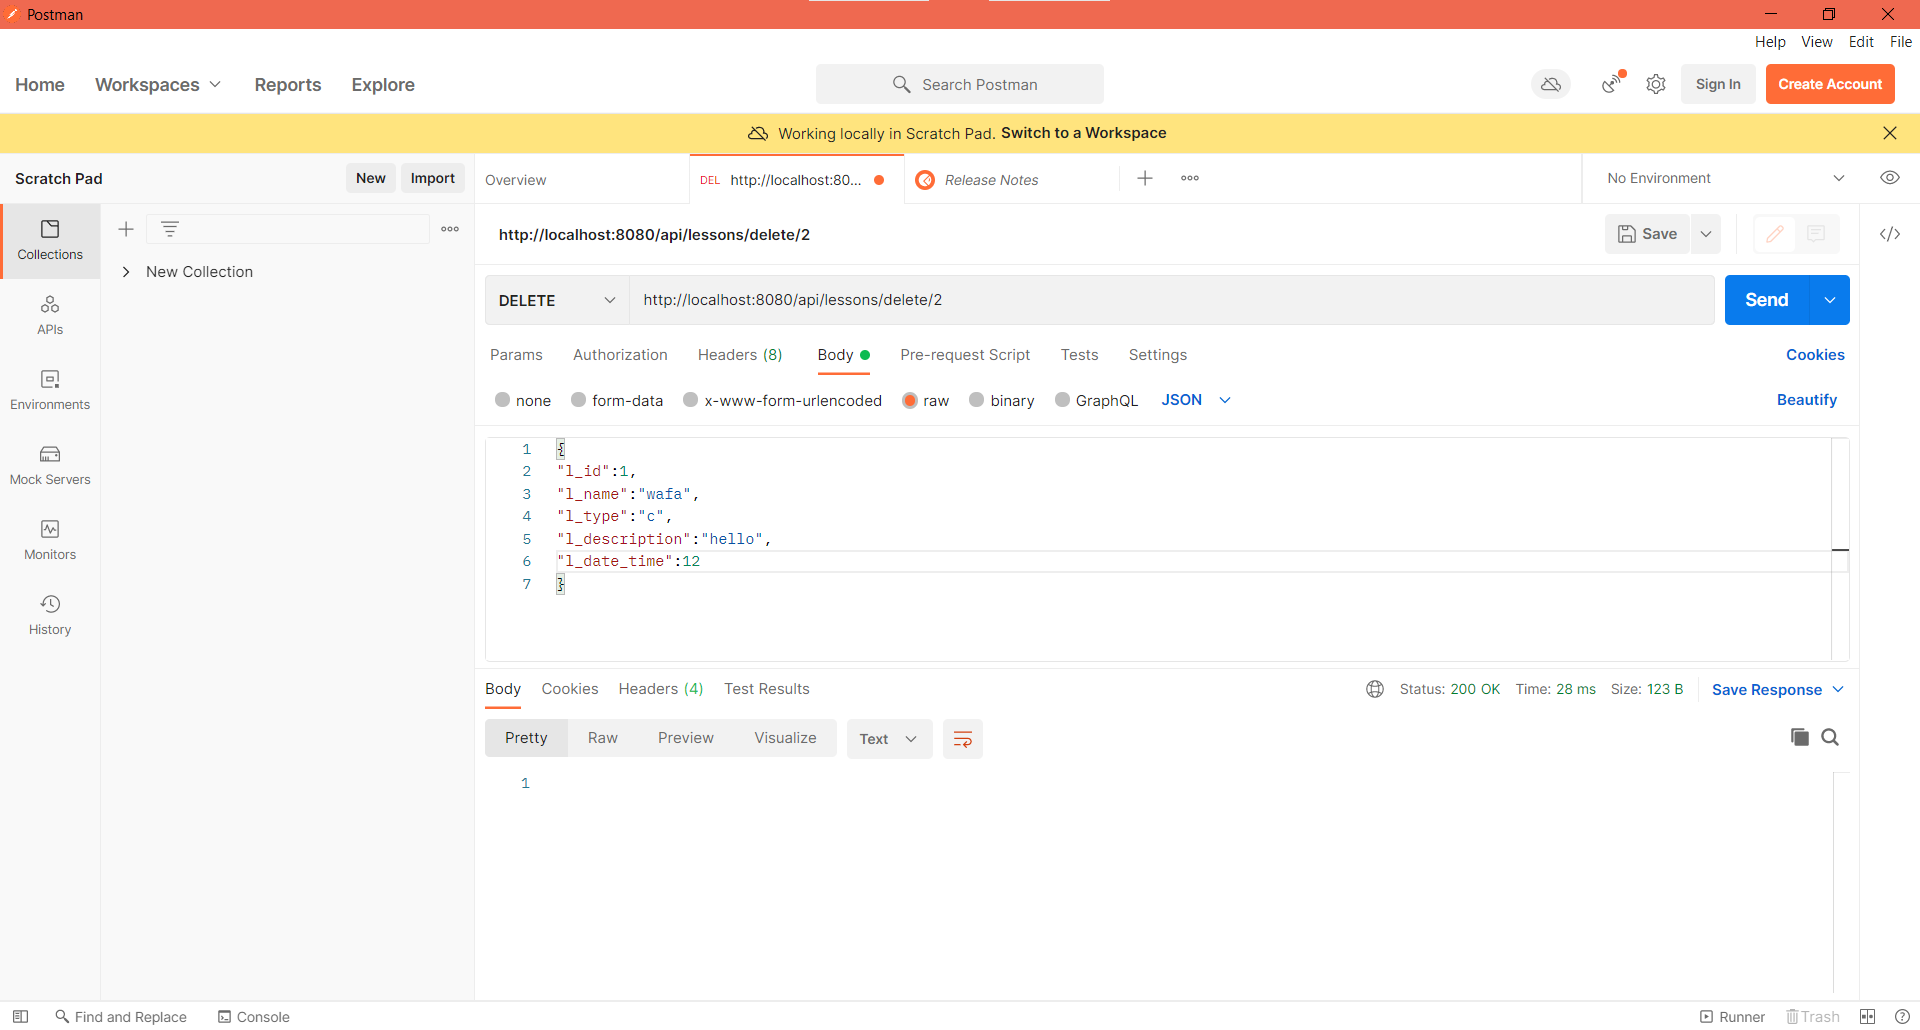 Postman
Help View Edit File
Home Workspaces Reports Explore
Search Postman
Sign In
Create Account
Working locally in Scratch Pad. Switch to a Workspace
Scratch Pad
New
Import
Overview
DEL http://localhost:80...
Release Notes
No Environment
Collections
New Collection
APIs
Environments
Mock Servers
Monitors
History
http://localhost:8080/api/lessons/delete/2
Save
DELETE
http://localhost:8080/api/lessons/delete/2
Send
Params Authorization Headers (8) Body Pre-request Script Tests Settings
Cookies
none form-data x-www-form-urlencoded raw binary GraphQL JSON
Beautify
1 {
2 "l_id":1,
3 "l_name":"wafa",
4 "l_type":"c",
5 "l_description":"hello",
6 "l_date_time":12
7 }
Body Cookies Headers (4) Test Results
Status: 200 OK Time: 28 ms Size: 123 B
Save Response
Pretty Raw Preview Visualize Text
1
Find and Replace
Console
Runner
Trash